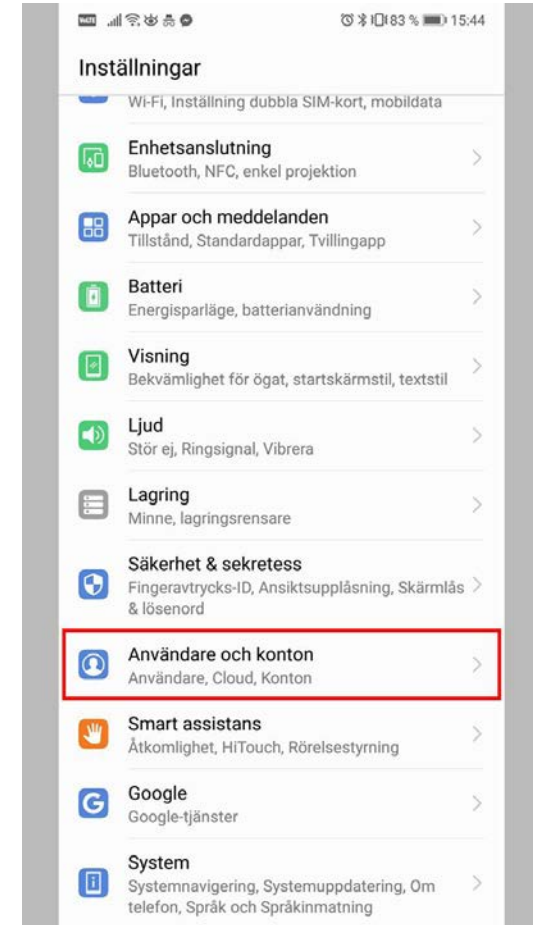 VoLTE 83 % 15:44
Inställningar
Wi-Fi, Inställning dubbla SIM-kort, mobildata
Enhetsanslutning
Bluetooth, NFC, enkel projektion
Appar och meddelanden
Tillstånd, Standardappar, Tvillingapp
Batteri
Energisparläge, batterianvändning
Visning
Bekvämlighet för ögat, startskärmstil, textstil
Ljud
Stör ej, Ringsignal, Vibrera
Lagring
Minne, lagringsrensare
Säkerhet & sekretess
Fingeravtrycks-ID, Ansiktsupplåsning, Skärmlås
& lösenord
Användare och konton
Användare, Cloud, Konton
Smart assistans
Åtkomlighet, HiTouch, Rörelsestyrning
Google
Google-tjänster
System
Systemnavigering, Systemuppdatering, Om
telefon, Språk och Språkinmatning